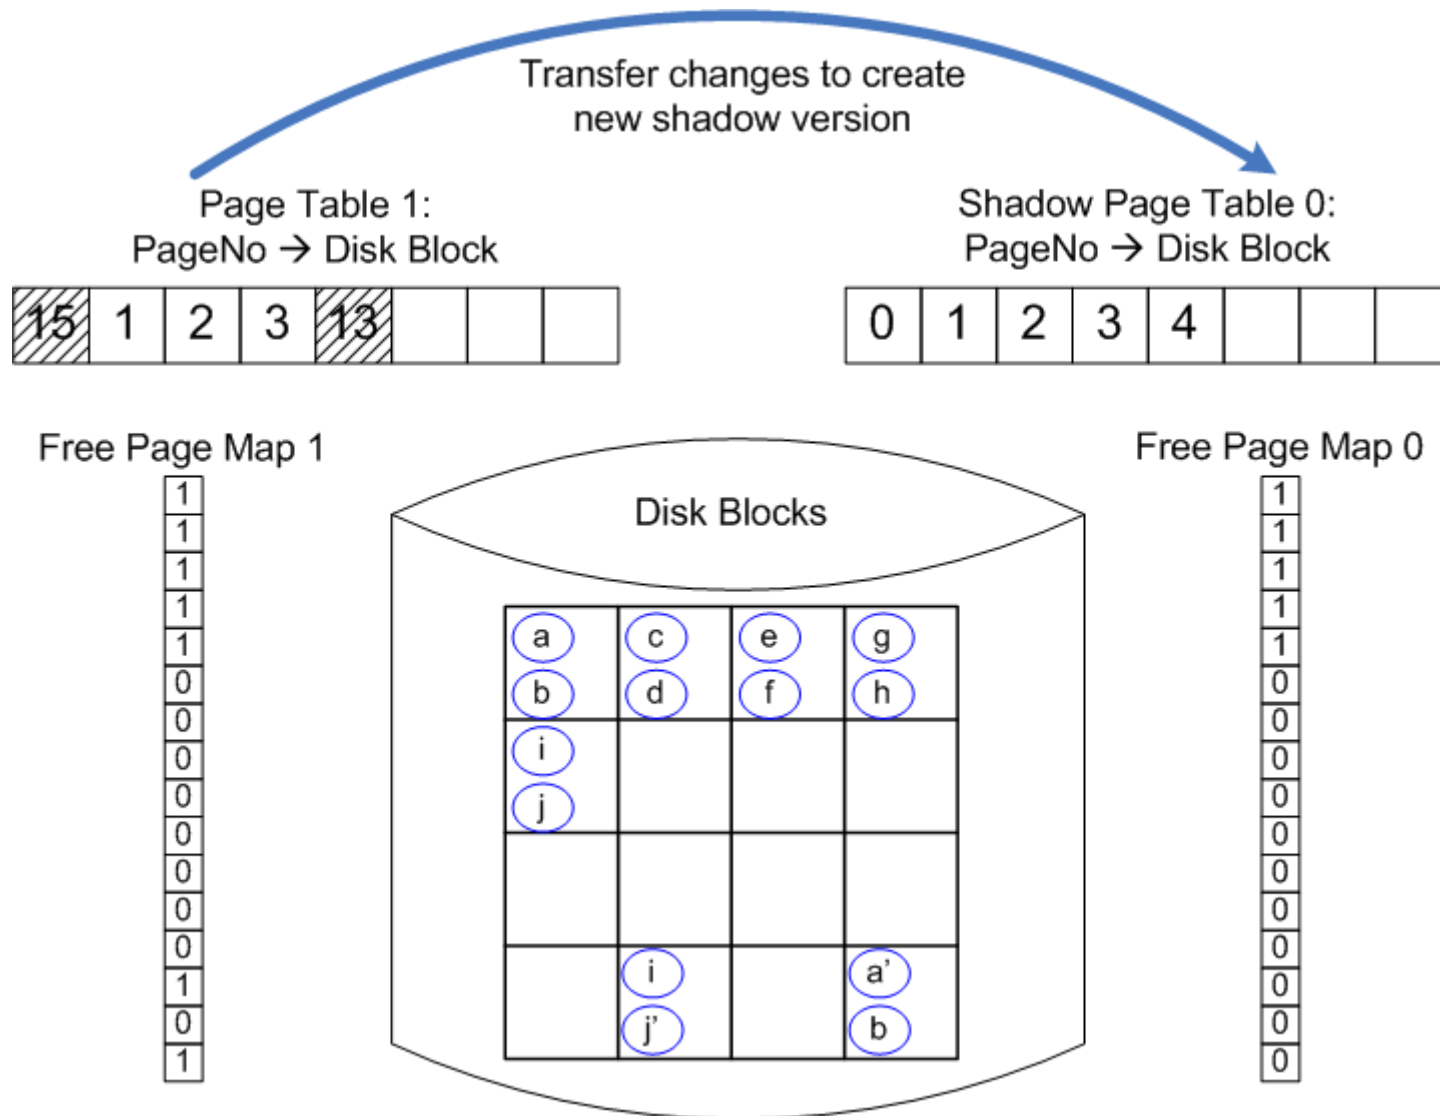 Transfer changes to create
new shadow version
Page Table 1:
PageNo → Disk Block
Shadow Page Table 0:
PageNo → Disk Block
15 1 2 3 13
0 1 2 3 4
Free Page Map 1
1
1
1
1
1
0
0
0
0
0
0
0
0
1
0
1
Disk Blocks
a c e g
b d f h
i
j
i a’
j’ b
Free Page Map 0
1
1
1
1
1
0
0
0
0
0
0
0
0
0
0
0